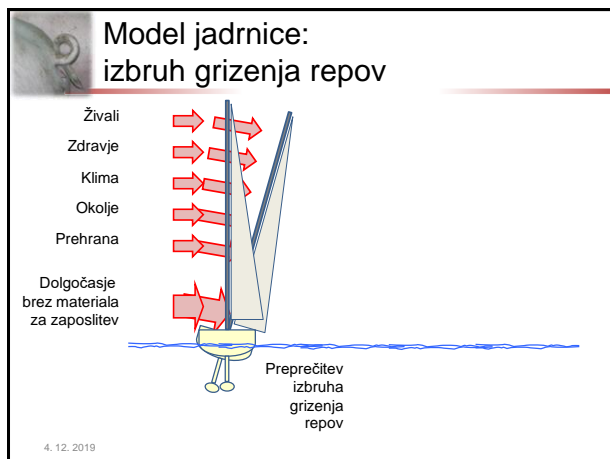 Model jadrnice:
izbruh grizenja repov
Živali
Zdravje
Klima
Okolje
Prehrana
Dolgočasje
brez materiala
za zaposlitev
Preprečitev
izbruha
grizenja
repov
4. 12. 2019